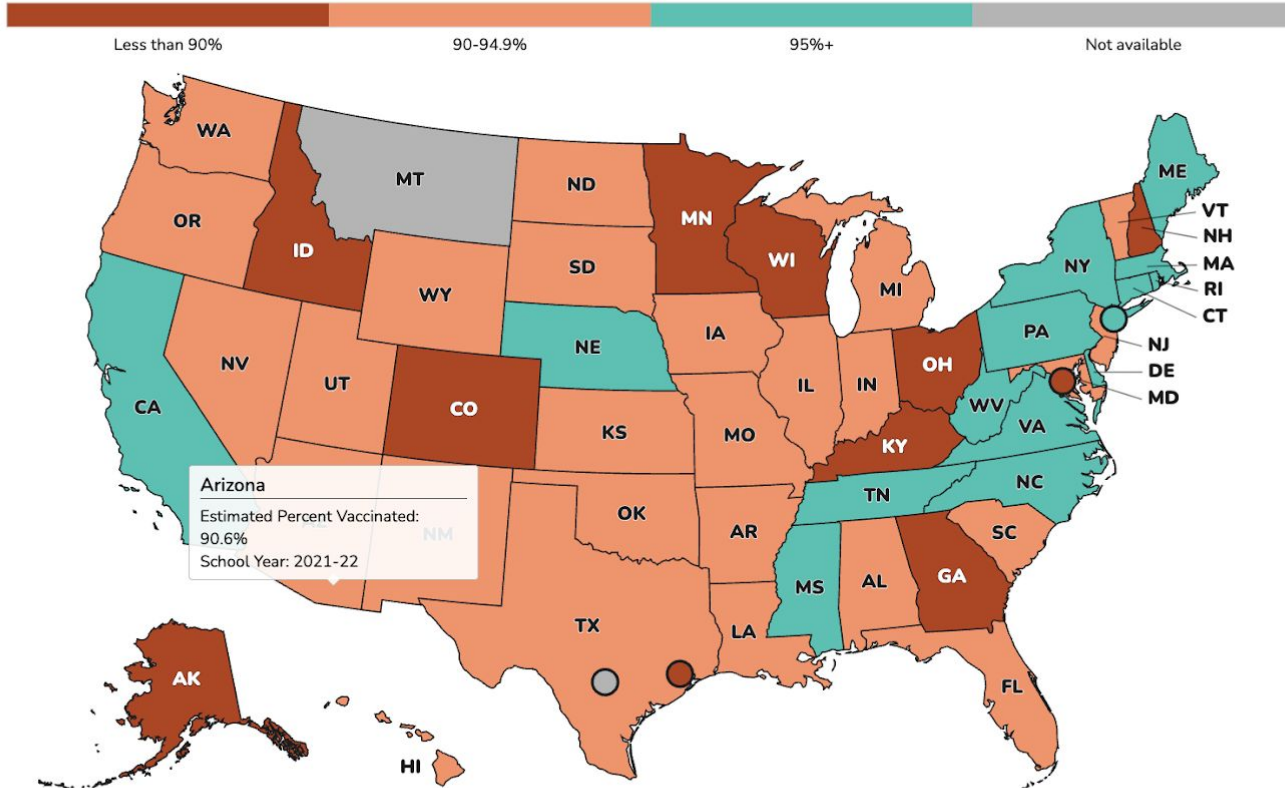 Less than 90% 90-94.9% 95%+ Not available
WA
MT
ND
MN
ME
VT
NH
OR
ID
SD
WI
MI
NY
MA
RI
CT
WY
IA
PA
NJ
NE
OH
DE
MD
NV
UT
CO
IL
IN
WV
VA
CA
KS
MO
KY
NC
TN
Arizona
Estimated Percent Vaccinated:
90.6%
School Year: 2021-22
NM
OK
AR
SC
MS
AL
GA
TX
LA
FL
AK
HI